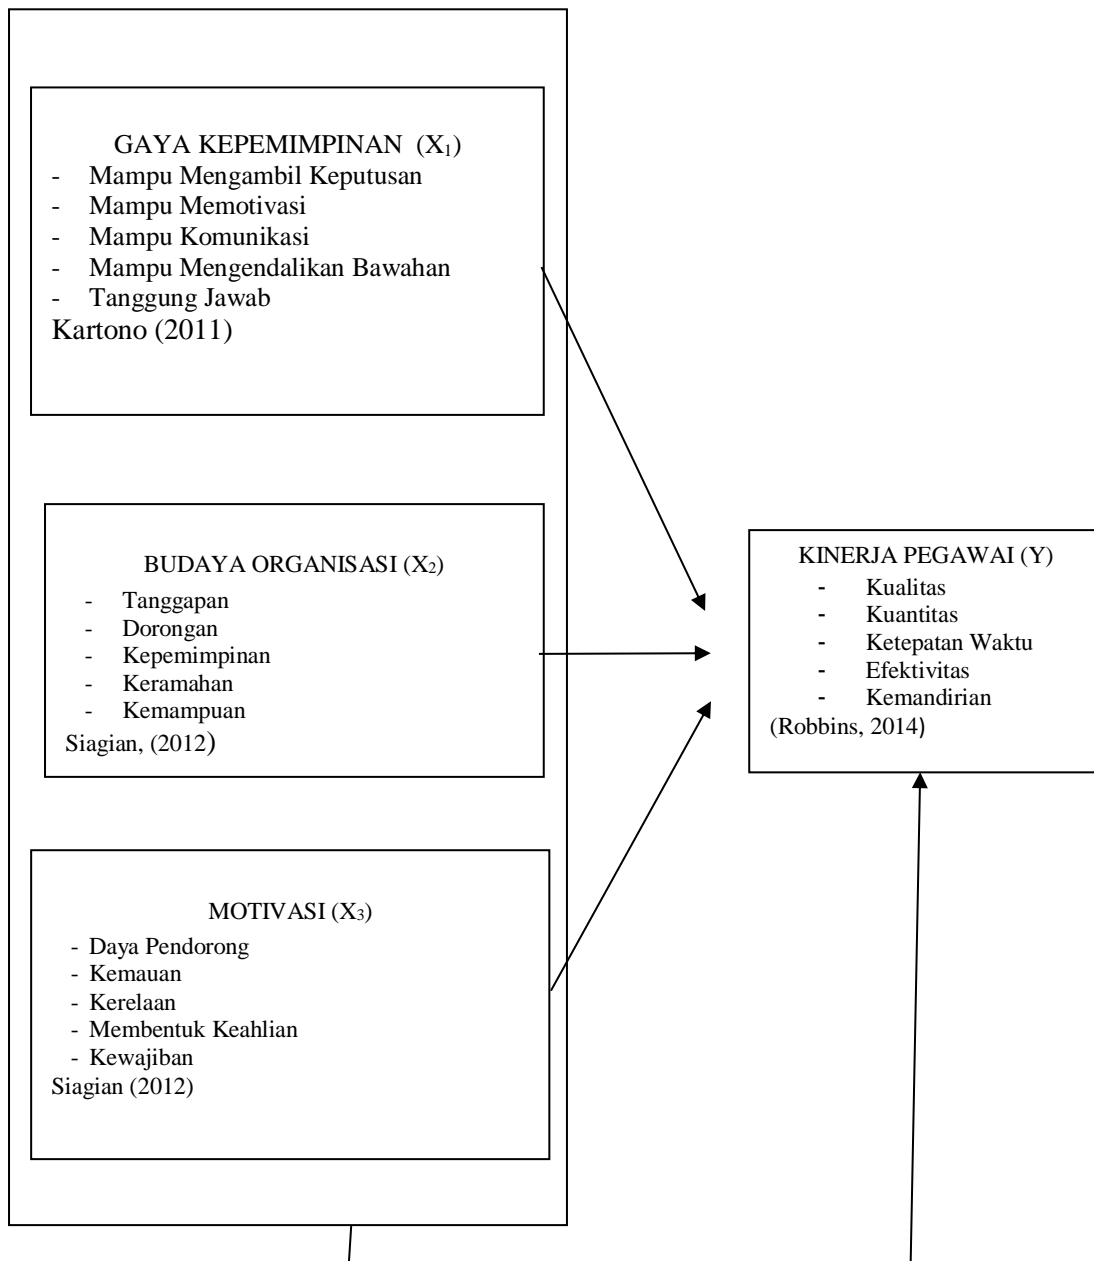 GAYA KEPEMIMPINAN (X₁)
- Mampu Mengambil Keputusan
- Mampu Memotivasi
- Mampu Komunikasi
- Mampu Mengendalikan Bawahan
- Tanggung Jawab
Kartono (2011)
BUDAYA ORGANISASI (X₂)
- Tanggapan
- Dorongan
- Kepemimpinan
- Keramahan
- Kemampuan
Siagian, (2012)
MOTIVASI (X₃)
- Daya Pendorong
- Kemauan
- Kerelaan
- Membentuk Keahlian
- Kewajiban
Siagian (2012)
KINERJA PEGAWAI (Y)
- Kualitas
- Kuantitas
- Ketepatan Waktu
- Efektivitas
- Kemandirian
(Robbins, 2014)